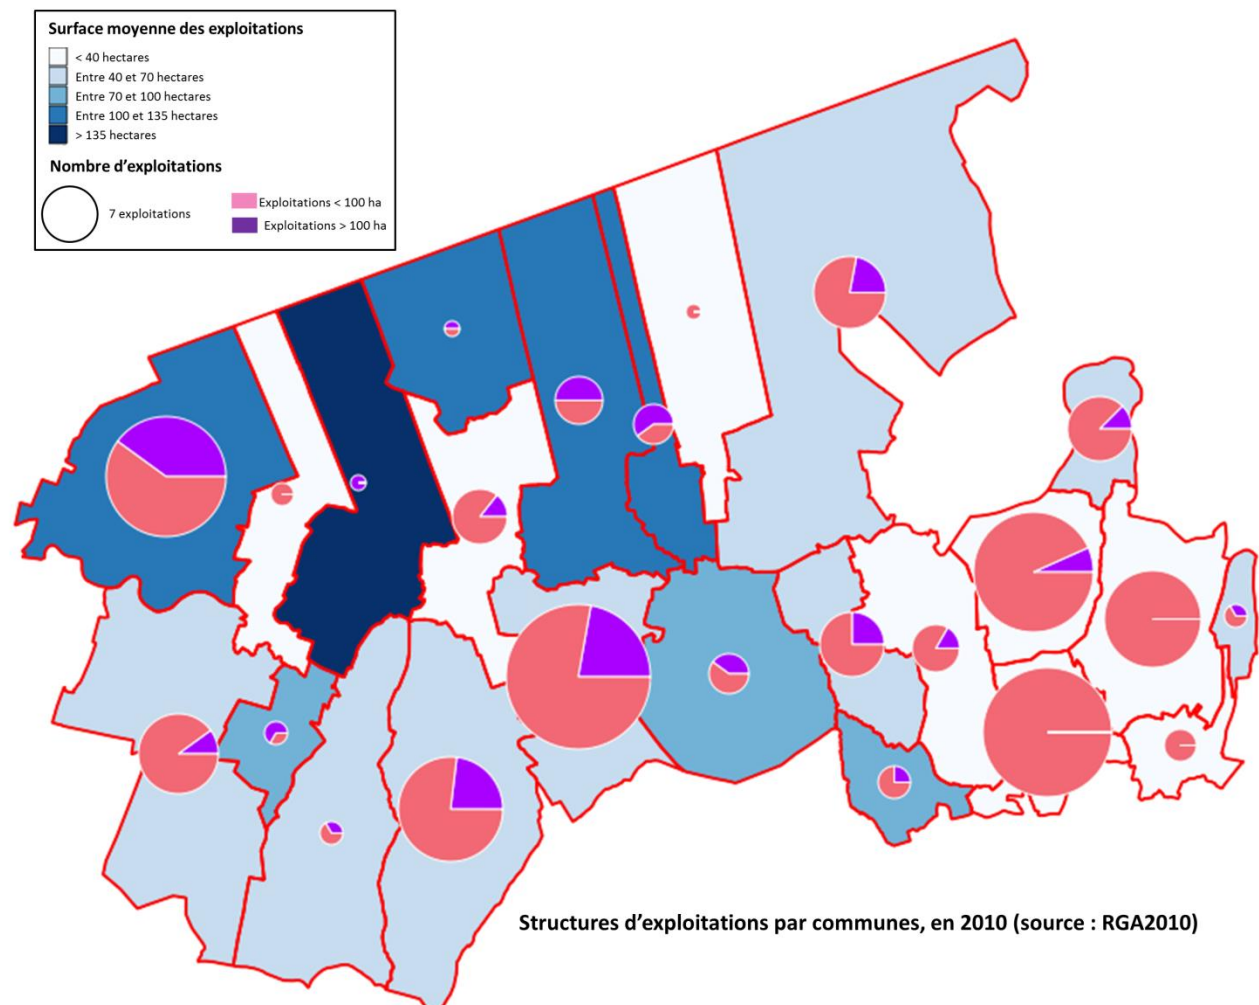 Surface moyenne des exploitations
< 40 hectares
Entre 40 et 70 hectares
Entre 70 et 100 hectares
Entre 100 et 135 hectares
> 135 hectares
Nombre d’exploitations
7 exploitations
Exploitations < 100 ha
Exploitations > 100 ha
Structures d’exploitations par communes, en 2010 (source : RGA2010)